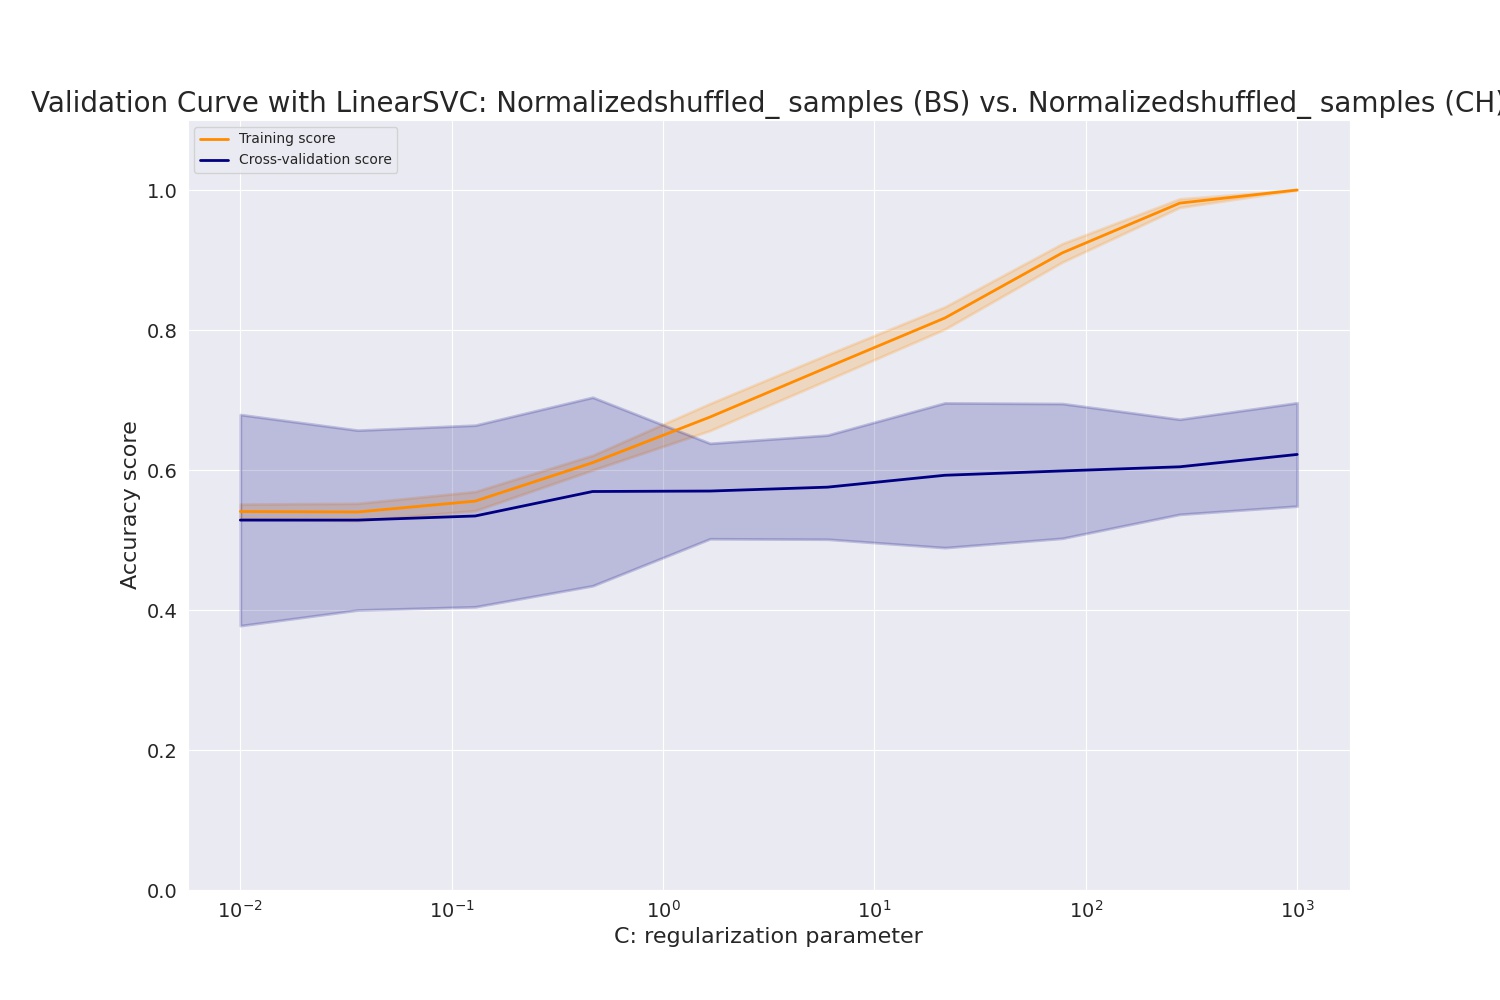 Validation Curve with LinearSVC: Normalizedshuffled_ samples (BS) vs. Normalizedshuffled_ samples (CH)
Training score
Cross-validation score
Accuracy score
1.0
0.8
0.6
0.4
0.2
0.0
10⁻² 10⁻¹ 10⁰ 10¹ 10² 10³
C: regularization parameter